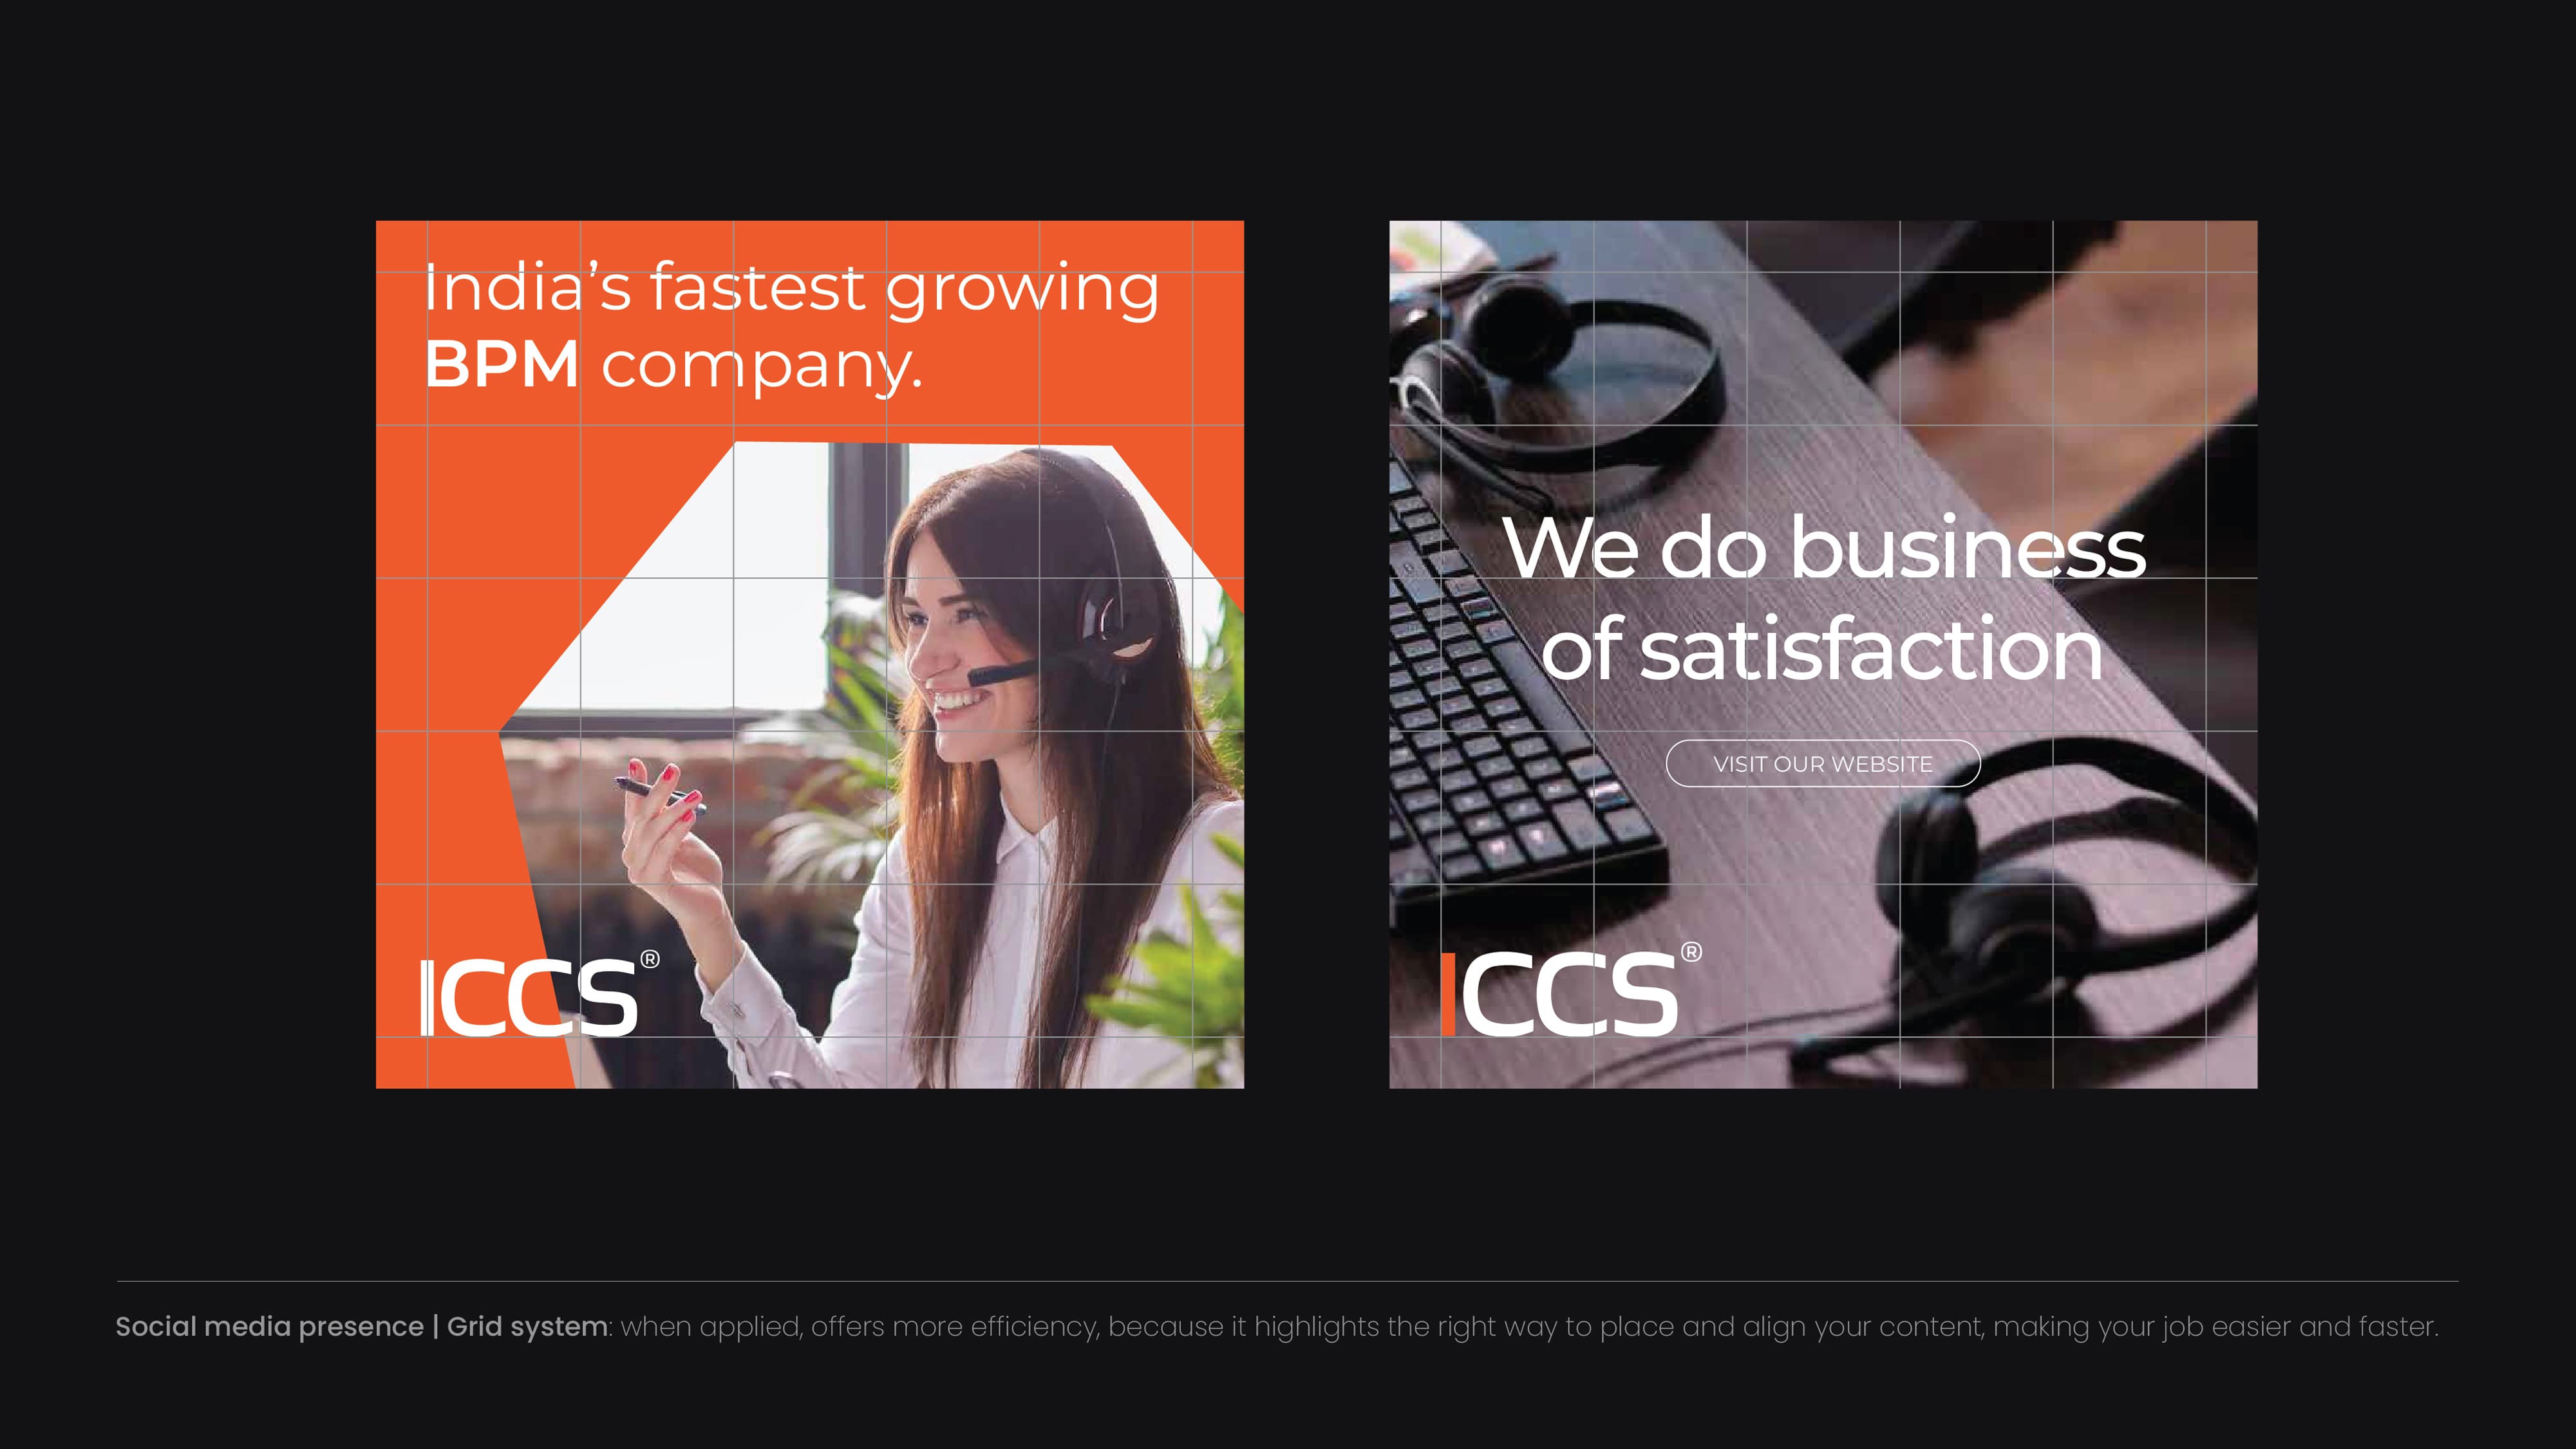 India’s fastest growing
BPM company.
ICCS®
We do business
of satisfaction
VISIT OUR WEBSITE
ICCS®
Social media presence | Grid system: when applied, offers more efficiency, because it highlights the right way to place and align your content, making your job easier and faster.